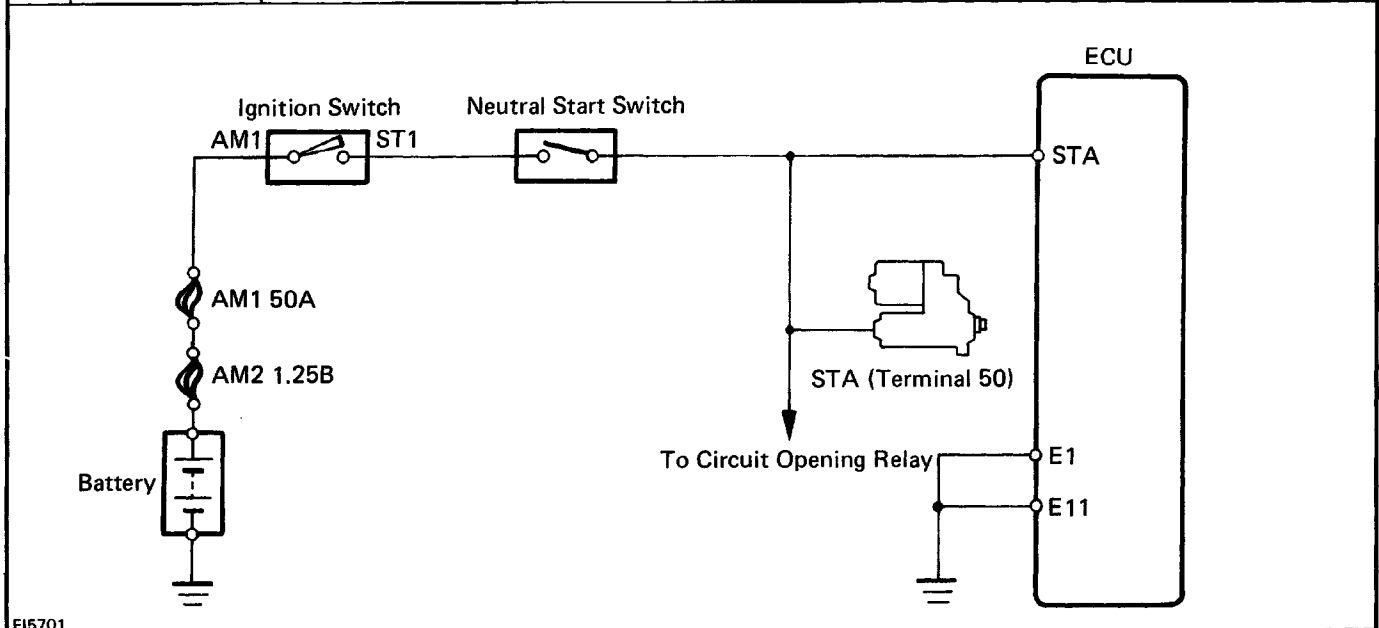 ECU
Ignition Switch
Neutral Start Switch
AM1
ST1
STA
AM1 50A
AM2 1.25B
STA (Terminal 50)
To Circuit Opening Relay
E1
Battery
E11
FI5701